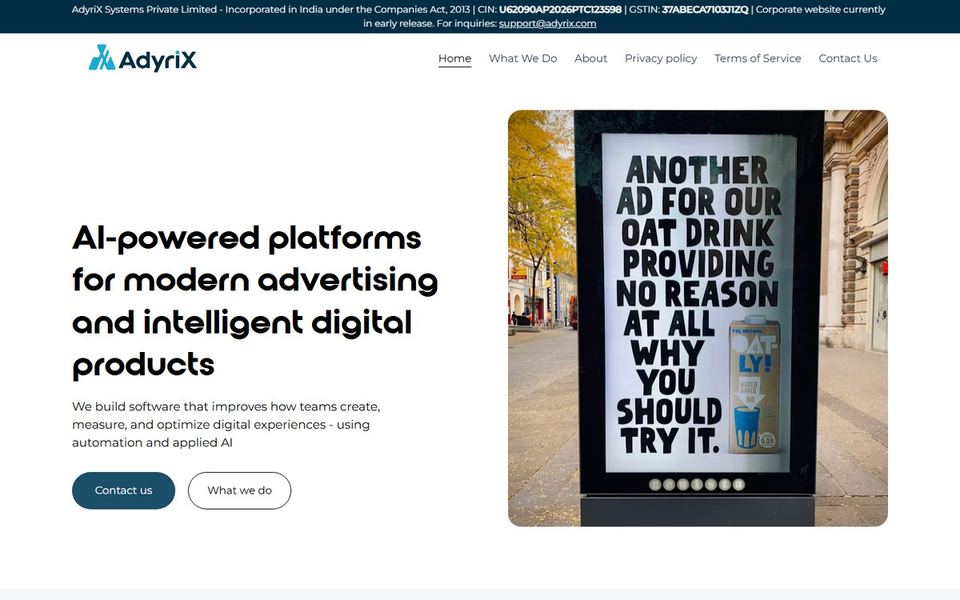 AdyriX Systems Private Limited - Incorporated in India under the Companies Act, 2013 | CIN: U62090AP2026PTC123598 | GSTIN: 37ABECA7103J1ZQ | Corporate website currently
in early release. For inquiries: support@adyrix.com
AdyriX
Home
What We Do
About
Privacy policy
Terms of Service
Contact Us
AI-powered platforms
for modern advertising
and intelligent digital
products
We build software that improves how teams create,
measure, and optimize digital experiences - using
automation and applied AI
Contact us
What we do
ANOTHER
AD FOR OUR
OAT DRINK
PROVIDING
NO REASON
AT ALL
WHY
YOU
SHOULD
TRY IT.
THE ORIGINAL
OAT-
LY!
HAFER
BIO